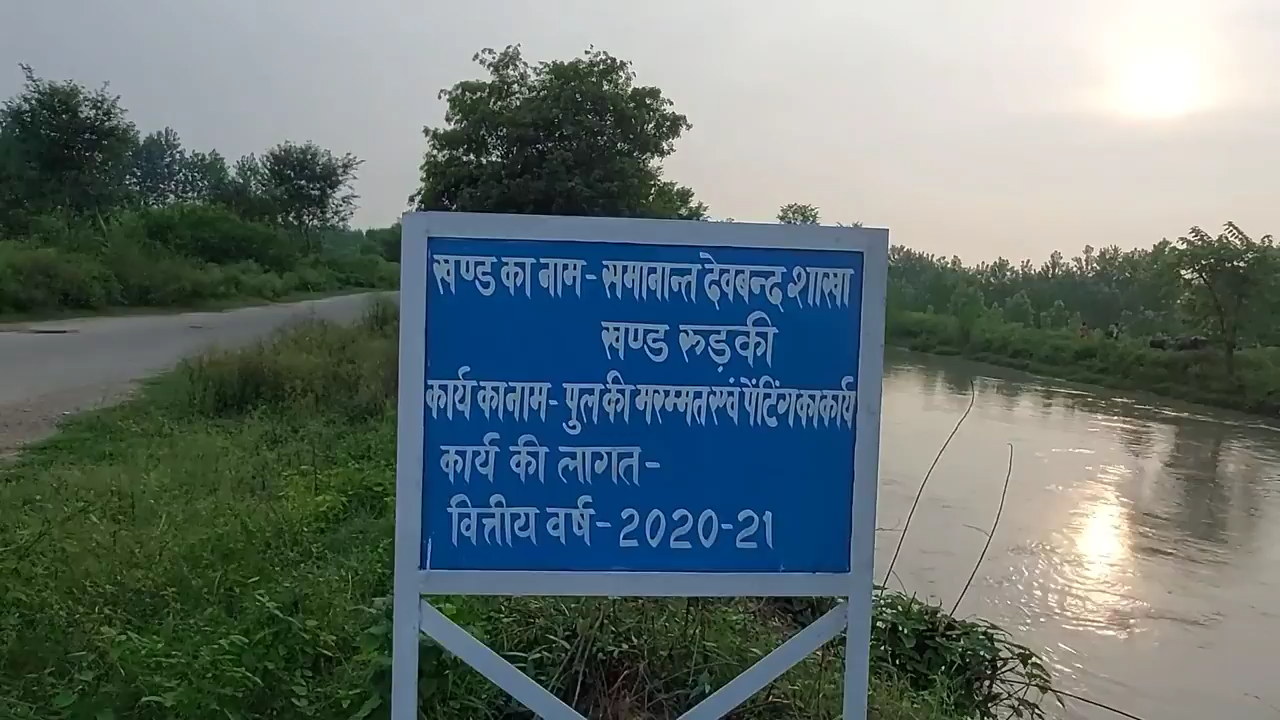 खण्ड का नाम- समानान्त देवबन्द शाखा
खण्ड रुड़की
कार्य का नाम- पुल की मरम्मत एवं पेंटिंग का कार्य
कार्य की लागत-
वित्तीय वर्ष- 2020-21